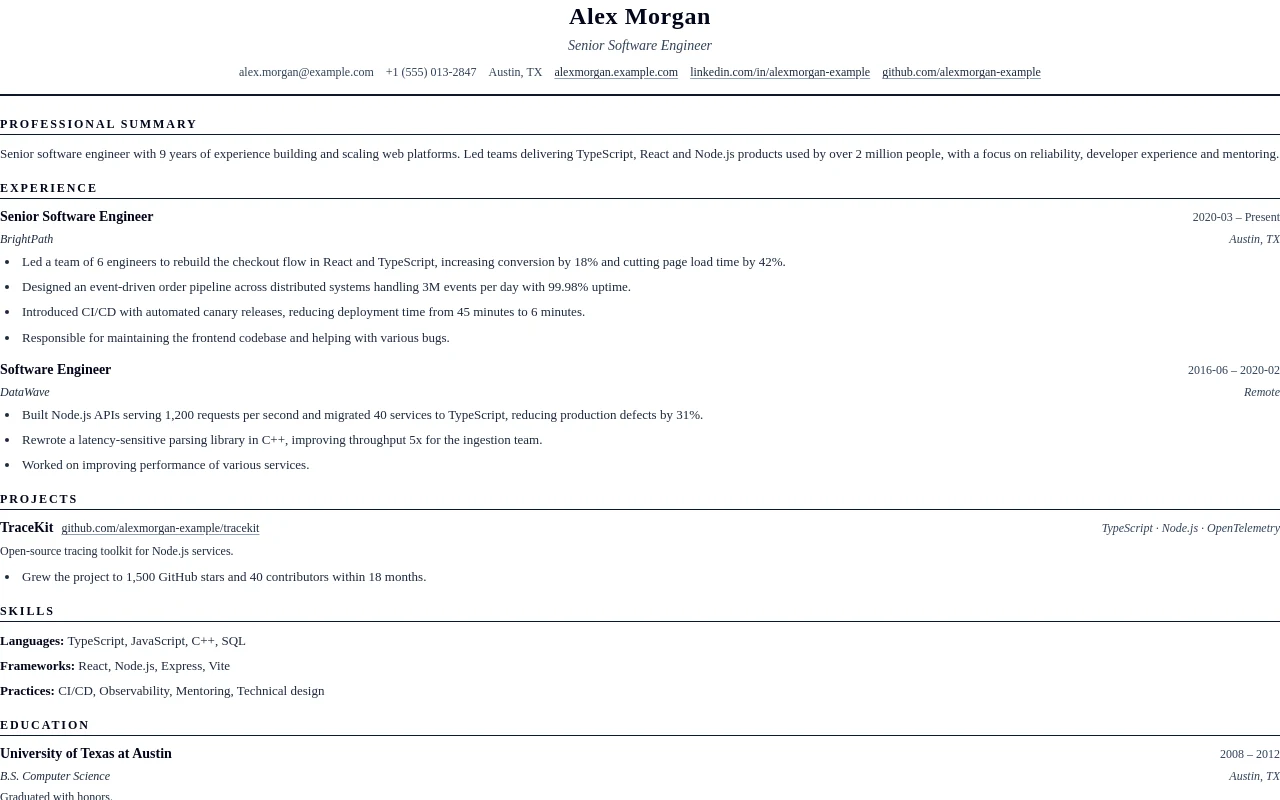 Alex Morgan
Senior Software Engineer
alex.morgan@example.com +1 (555) 013-2847 Austin, TX alexmorgan.example.com linkedin.com/in/alexmorgan-example github.com/alexmorgan-example
PROFESSIONAL SUMMARY
Senior software engineer with 9 years of experience building and scaling web platforms. Led teams delivering TypeScript, React and Node.js products used by over 2 million people, with a focus on reliability, developer experience and mentoring.
EXPERIENCE
Senior Software Engineer 2020-03 – Present
BrightPath Austin, TX
• Led a team of 6 engineers to rebuild the checkout flow in React and TypeScript, increasing conversion by 18% and cutting page load time by 42%.
• Designed an event-driven order pipeline across distributed systems handling 3M events per day with 99.98% uptime.
• Introduced CI/CD with automated canary releases, reducing deployment time from 45 minutes to 6 minutes.
• Responsible for maintaining the frontend codebase and helping with various bugs.
Software Engineer 2016-06 – 2020-02
DataWave Remote
• Built Node.js APIs serving 1,200 requests per second and migrated 40 services to TypeScript, reducing production defects by 31%.
• Rewrote a latency-sensitive parsing library in C++, improving throughput 5x for the ingestion team.
• Worked on improving performance of various services.
PROJECTS
TraceKit github.com/alexmorgan-example/tracekit TypeScript · Node.js · OpenTelemetry
Open-source tracing toolkit for Node.js services.
• Grew the project to 1,500 GitHub stars and 40 contributors within 18 months.
SKILLS
Languages: TypeScript, JavaScript, C++, SQL
Frameworks: React, Node.js, Express, Vite
Practices: CI/CD, Observability, Mentoring, Technical design
EDUCATION
University of Texas at Austin 2008 – 2012
B.S. Computer Science Austin, TX
Graduated with honors.